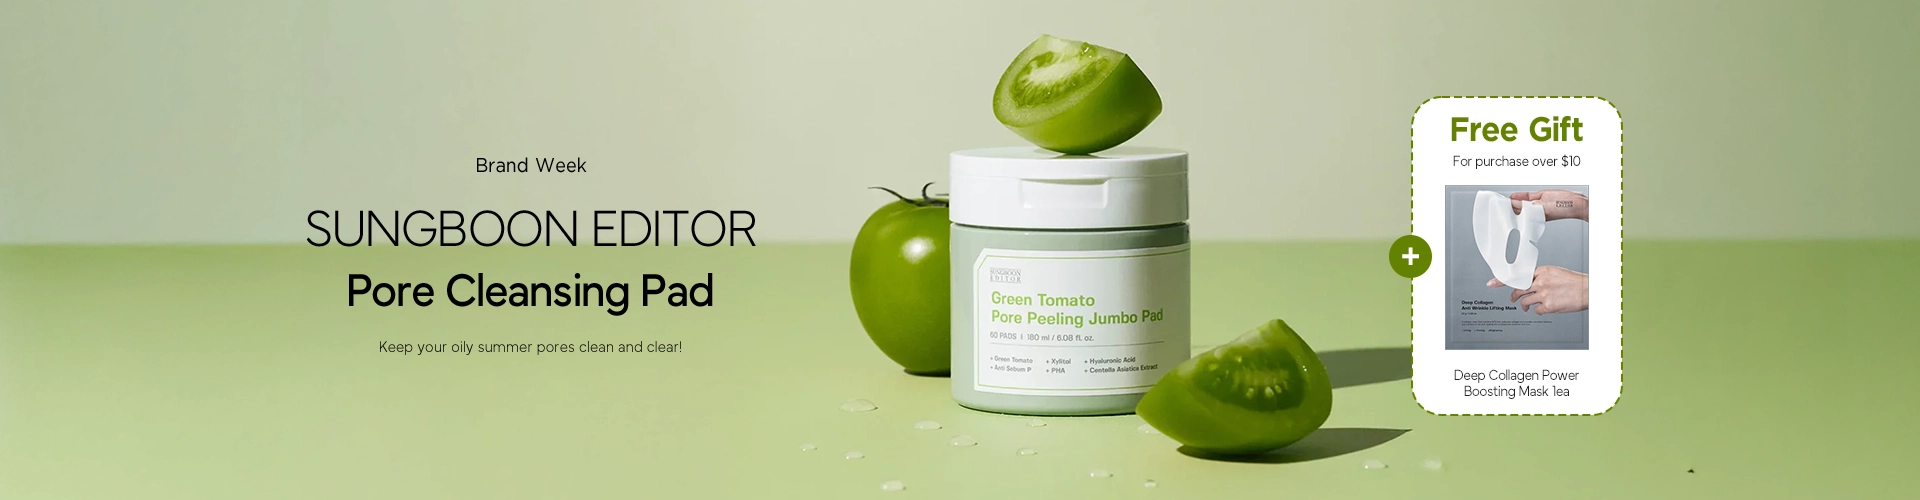 Brand Week
SUNGBOON EDITOR
Pore Cleansing Pad
Keep your oily summer pores clean and clear!
SUNGBOON
EDITOR
Green Tomato
Pore Peeling Jumbo Pad
60 PADS | 180 ml / 6.08 fl. oz.
+ Green Tomato + Xylitol + Hyaluronic Acid
+ Anti Sebum P + PHA + Centella Asiatica Extract
+
Free Gift
For purchase over $10
Deep Collagen
Anti Wrinkle Lifting Mask
Deep Collagen Power
Boosting Mask 1ea